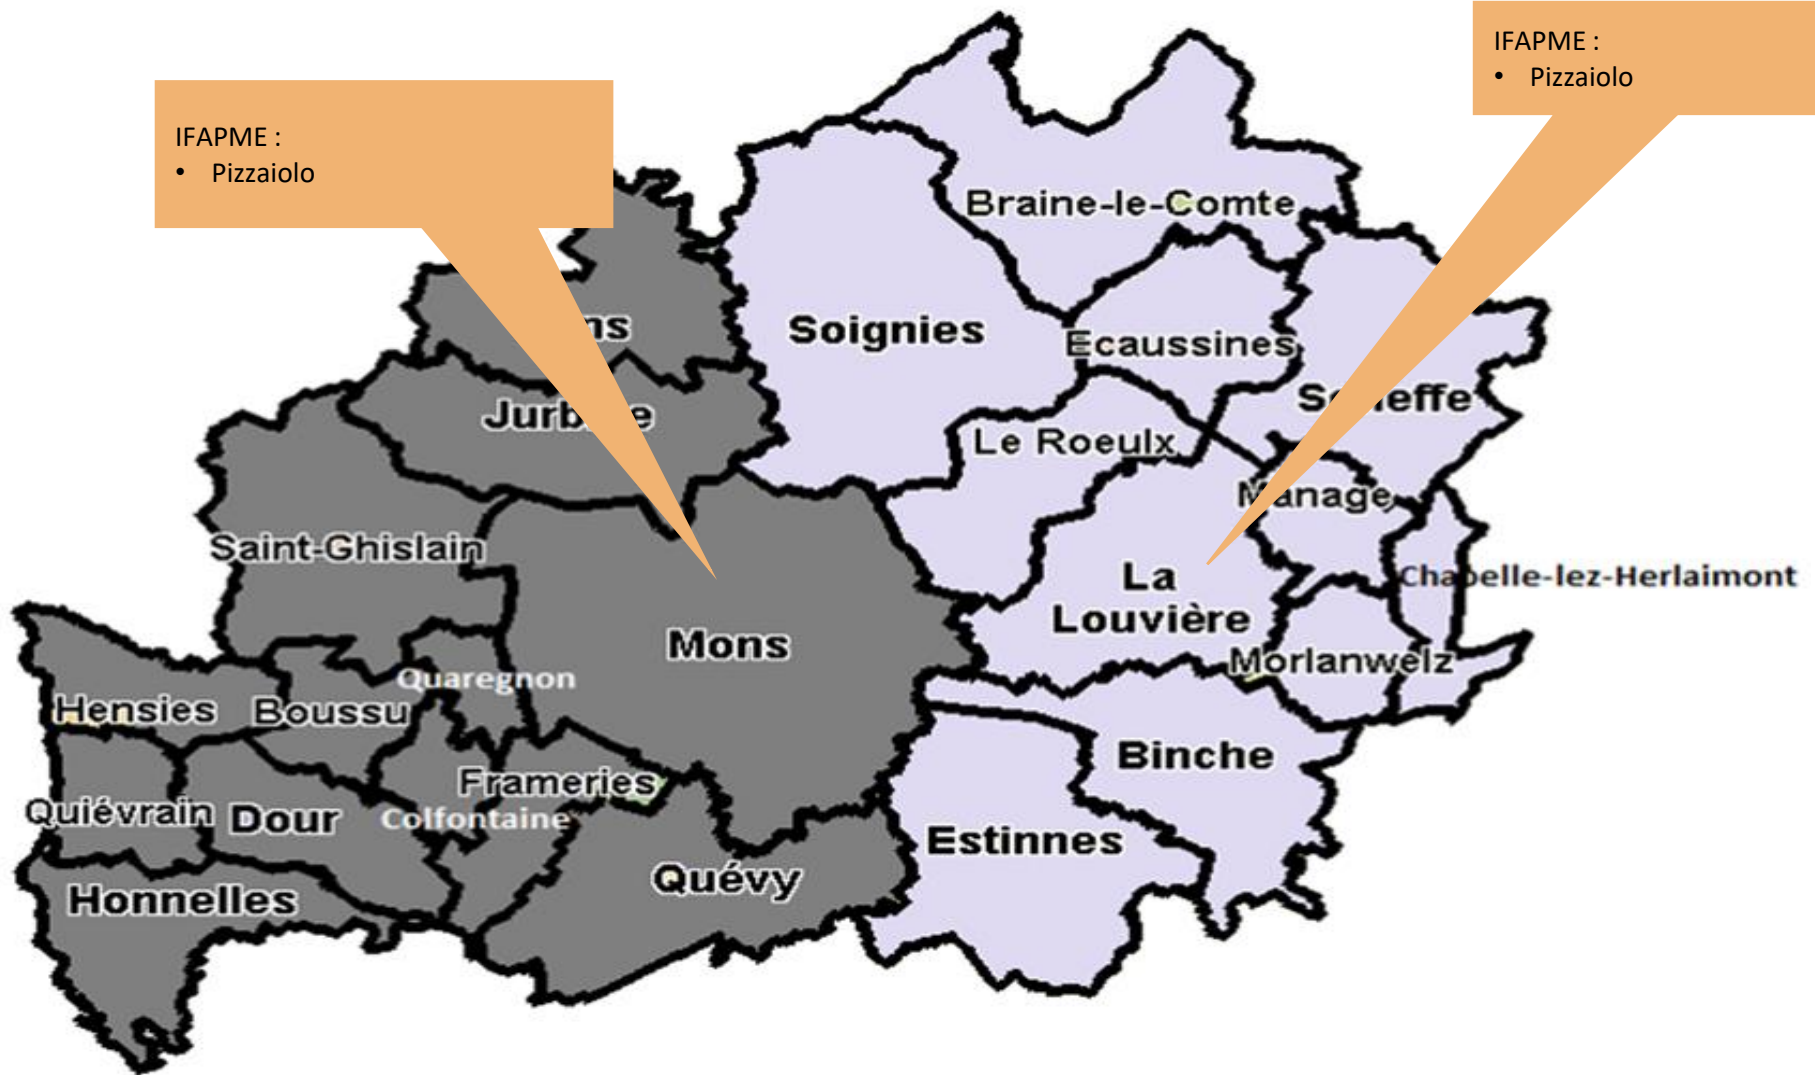 IFAPME :
• Pizzaiolo
IFAPME :
• Pizzaiolo
Braine-le-Comte
Soignies
Ecaussines
Le Roeulx
Manage
Saint-Ghislain
La
Louvière
Chapelle-lez-Herlaimont
Mons
Morlanwelz
Quaregnon
Hensies
Boussu
Binche
Frameries
Quiévrain
Dour
Colfontaine
Estinnes
Quévy
Honnelles